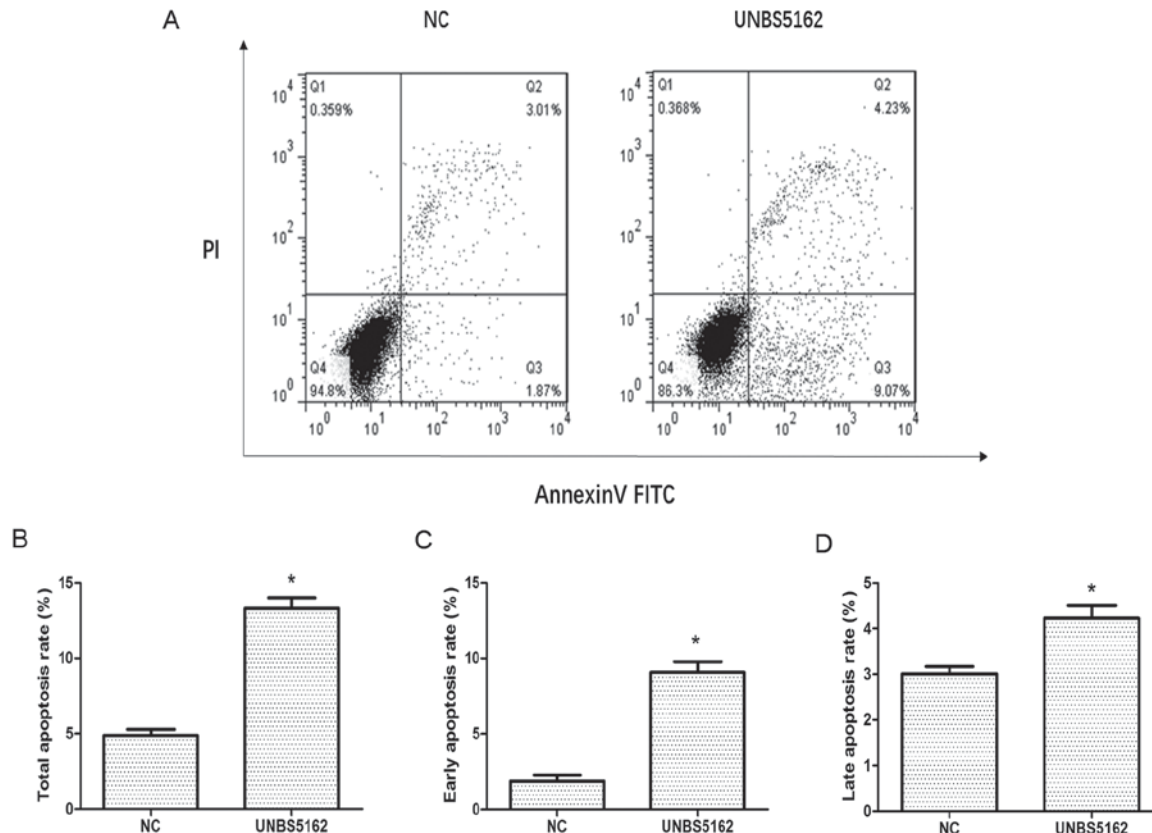 A
NC
UNBS5162
PI
10^4
10^3
10^2
10^1
10^0
Q1
0.359%
Q2
3.01%
Q4
94.8%
Q3
1.87%
10^0 10^1 10^2 10^3 10^4
10^4
10^3
10^2
10^1
10^0
Q1
0.368%
Q2
4.23%
Q4
86.3%
Q3
9.07%
10^0 10^1 10^2 10^3 10^4
AnnexinV FITC
B
Total apoptosis rate (%)
15
10
5
0
*
NC UNBS5162
C
Early apoptosis rate (%)
15
10
5
0
*
NC UNBS5162
D
Late apoptosis rate (%)
5
4
3
2
1
0
*
NC UNBS5162